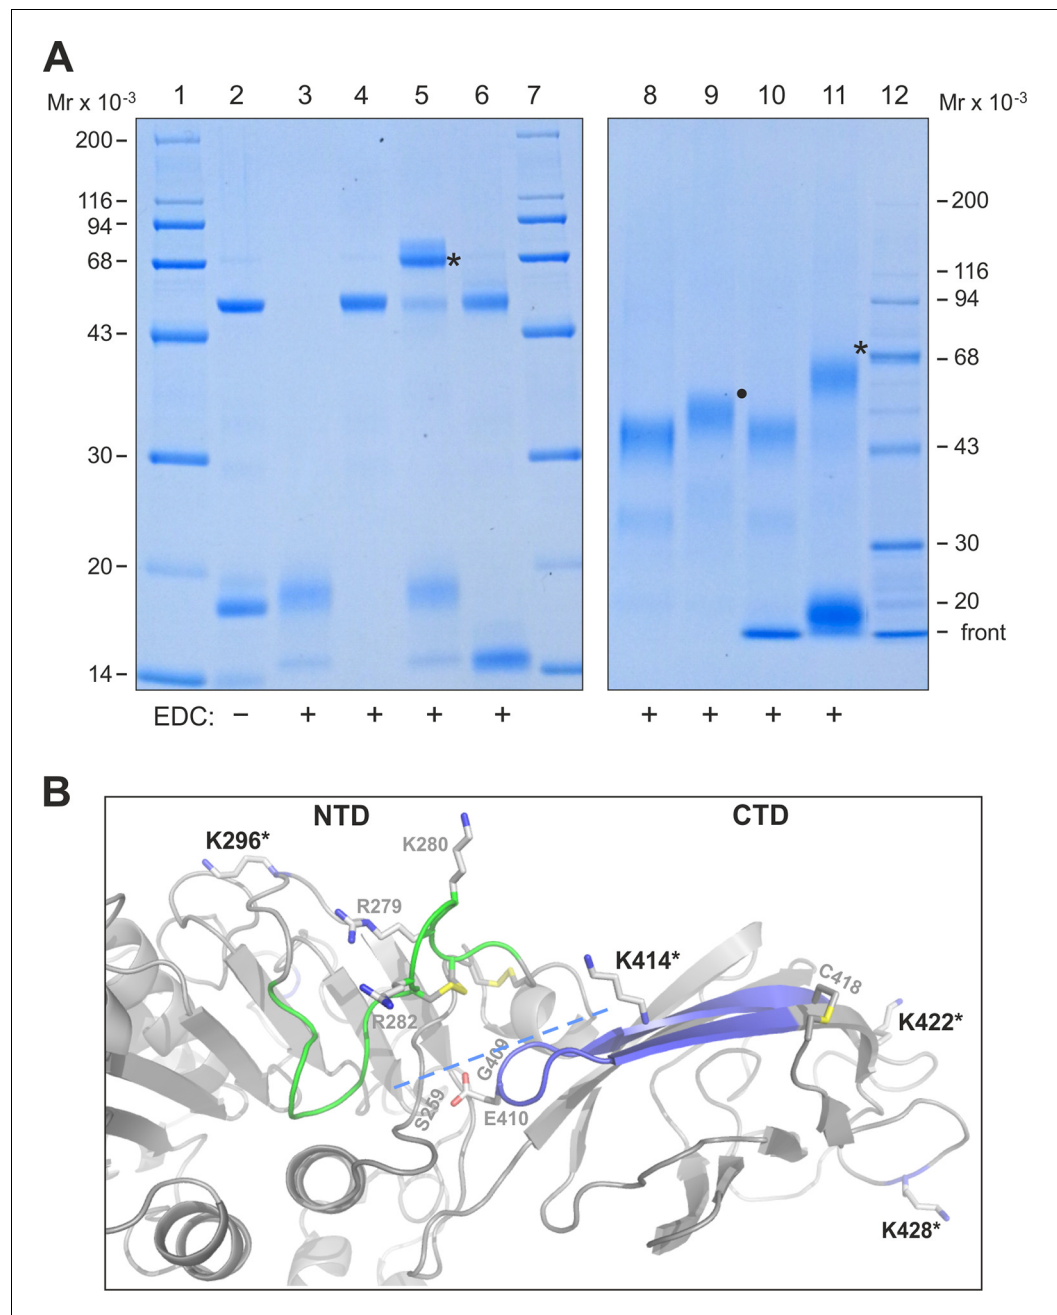 A
Mr x 10-3 1 2 3 4 5 6 7 8 9 10 11 12 Mr x 10-3
200
116
94
68 *
43
30
20
14
200
116
94
* 68
•
43
30
20
front
EDC: − + + + + + + + +
B
NTD CTD
K296* K280
R279
K414*
C418
R282
K422*
G409
S259
E410
K428*